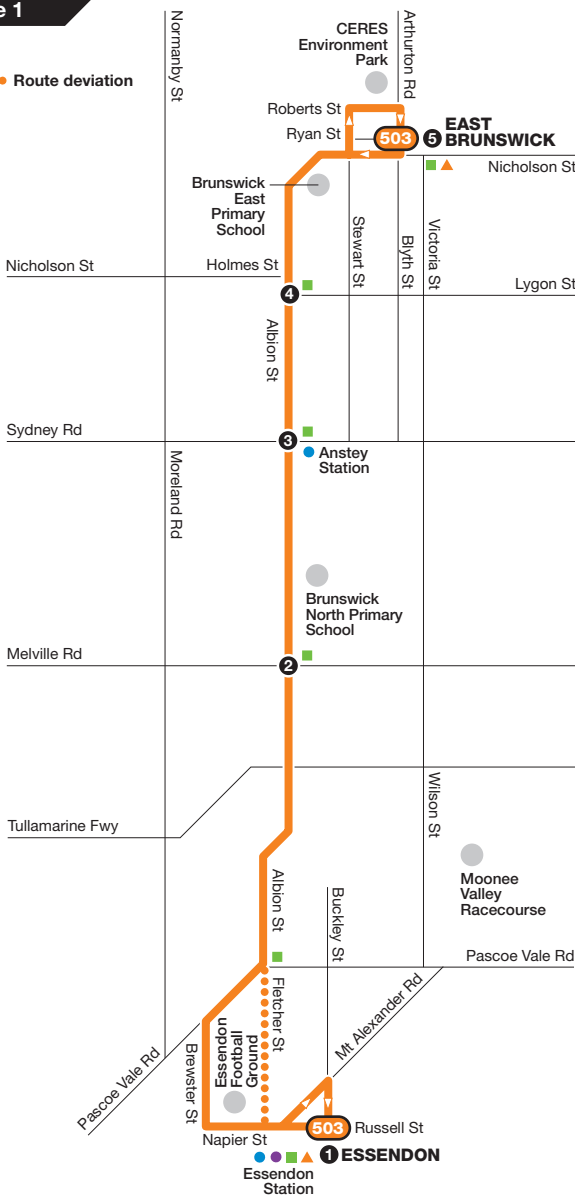 e 1
Route deviation
Normanby St
CERES
Environment
Park
Arthurton Rd
Roberts St
Ryan St
503
5
EAST
BRUNSWICK
Nicholson St
Brunswick
East
Primary
School
Stewart St
Blyth St
Victoria St
Nicholson St
Holmes St
4
Lygon St
Albion St
Sydney Rd
3
Anstey
Station
Moreland Rd
Brunswick
North Primary
School
Melville Rd
2
Tullamarine Fwy
Wilson St
Moonee
Valley
Racecourse
Albion St
Buckley St
Pascoe Vale Rd
Fletcher St
Mt Alexander Rd
Essendon
Football
Ground
Brewster St
Pascoe Vale Rd
503
Russell St
Napier St
1
ESSENDON
Essendon
Station